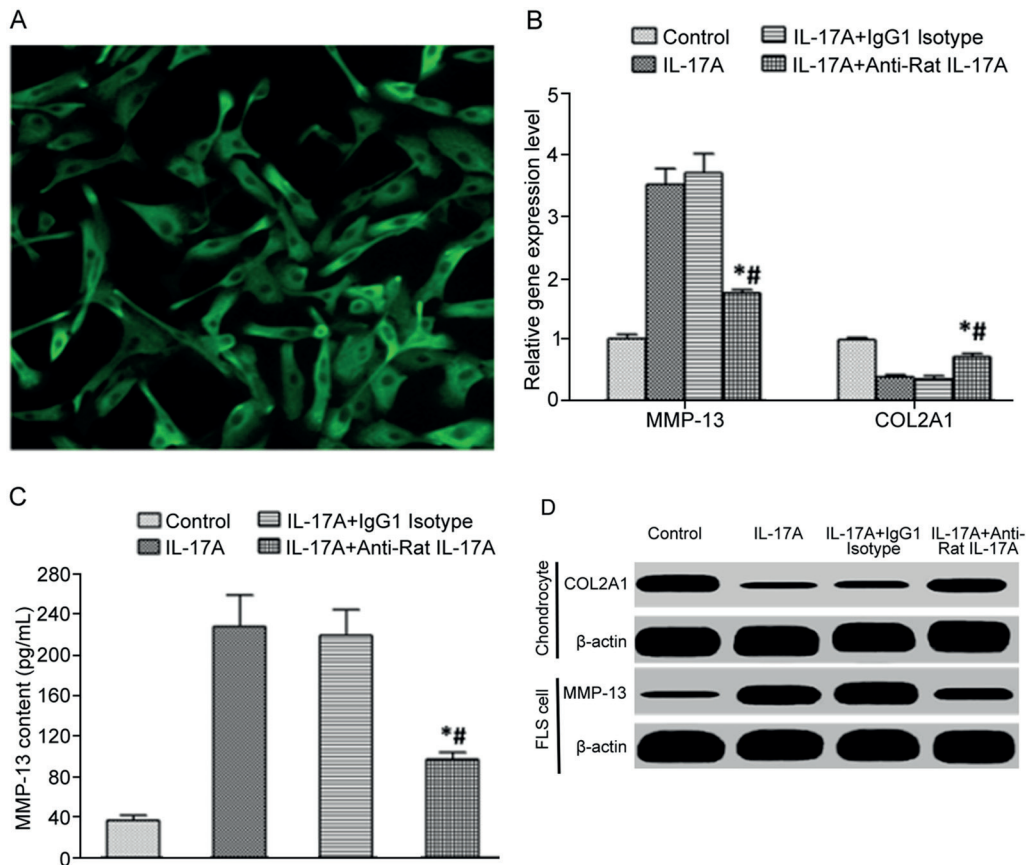 A
B
Control
IL-17A+IgG1 Isotype
IL-17A
IL-17A+Anti-Rat IL-17A
Relative gene expression level
5
4
3
2
1
0
*#
*#
MMP-13
COL2A1
C
Control
IL-17A+IgG1 Isotype
IL-17A
IL-17A+Anti-Rat IL-17A
MMP-13 content (pg/mL)
280
240
200
160
120
80
40
0
*#
D
Control
IL-17A
IL-17A+IgG1
Isotype
IL-17A+Anti-
Rat IL-17A
Chondrocyte
COL2A1
β-actin
FLS cell
MMP-13
β-actin